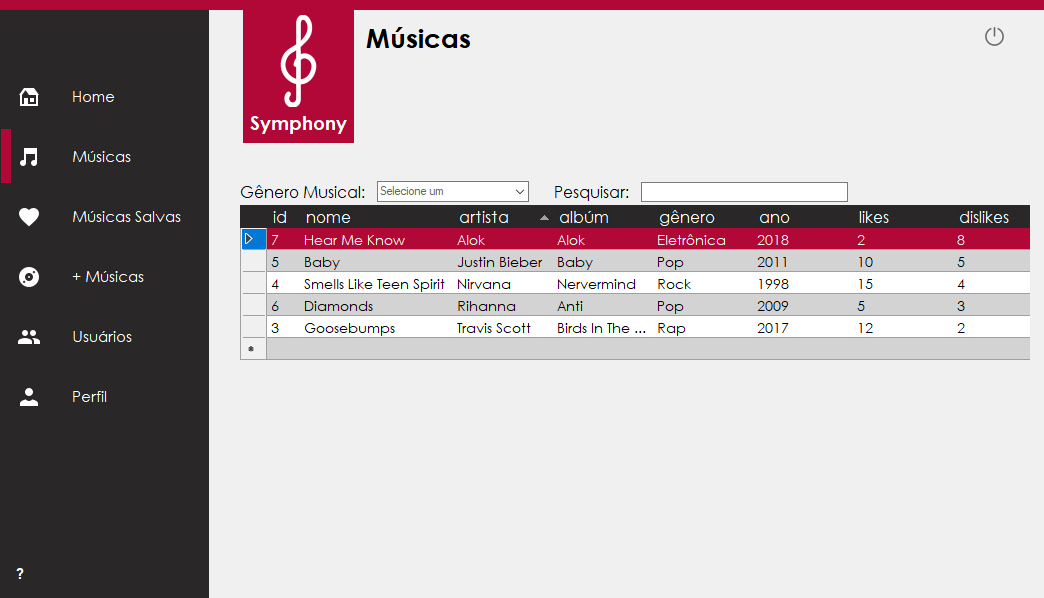 Músicas
Symphony
Home
Músicas
Músicas Salvas
+ Músicas
Usuários
Perfil
?
Gênero Musical: Selecione um Pesquisar:
id nome artista albúm gênero ano likes dislikes
7 Hear Me Know Alok Alok Eletrônica 2018 2 8
5 Baby Justin Bieber Baby Pop 2011 10 5
4 Smells Like Teen Spirit Nirvana Nervermind Rock 1998 15 4
6 Diamonds Rihanna Anti Pop 2009 5 3
3 Goosebumps Travis Scott Birds In The ... Rap 2017 12 2